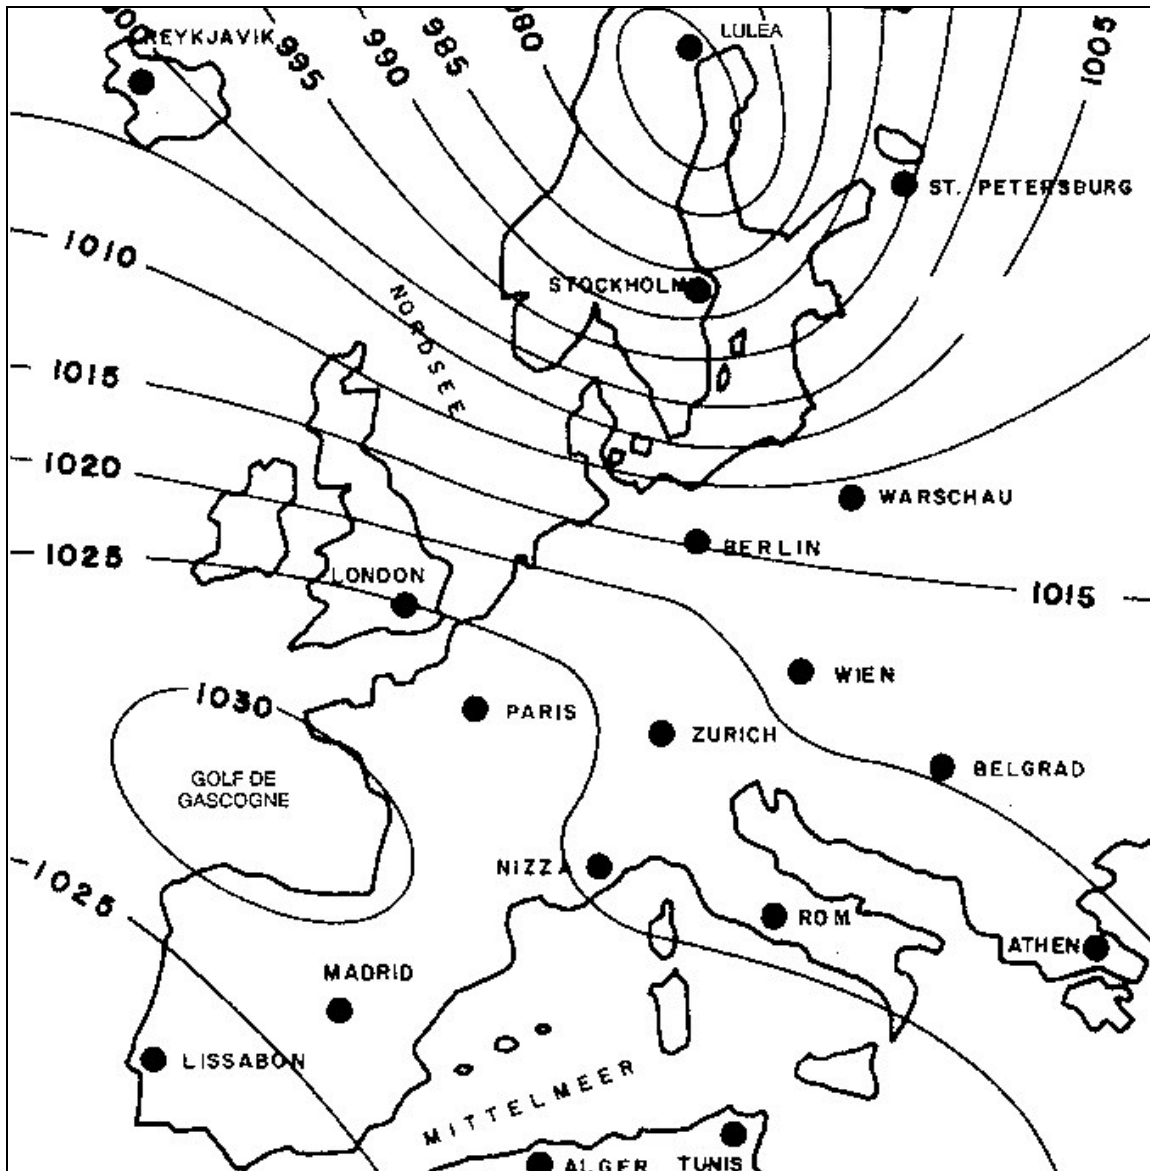 1000
REYKJAVIK
995
990
985
980
LULEA
1005
ST. PETERSBURG
1010
NORDSEE
STOCKHOLM
1015
1020
WARSCHAU
1025
BERLIN
LONDON
1015
WIEN
1030
PARIS
ZURICH
BELGRAD
GOLF DE
GASCOGNE
NIZZA
1025
ROM
ATHEN
MADRID
LISSABON
MITTELMEER
ALGER
TUNIS